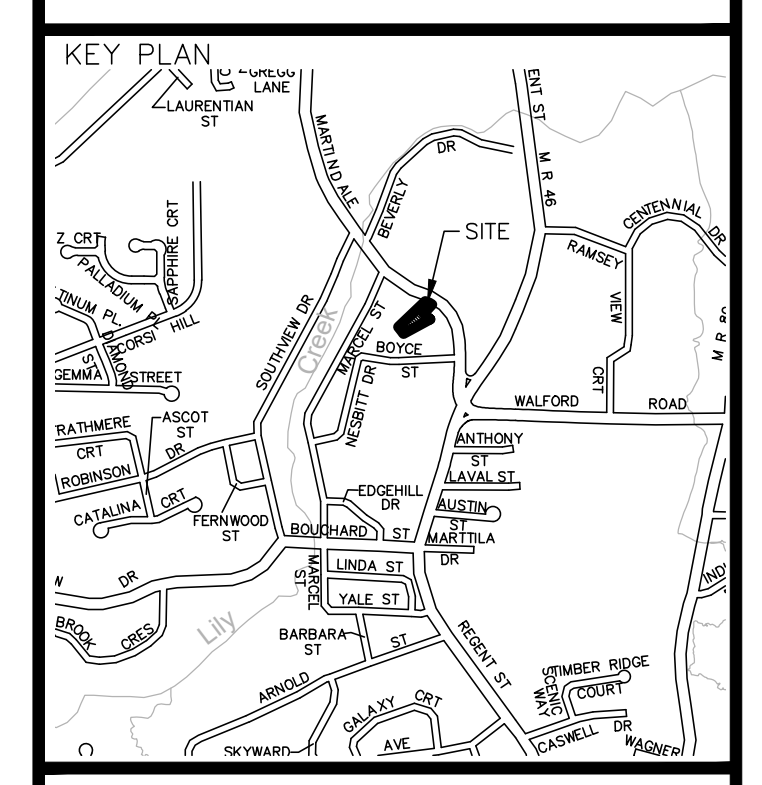 KEY PLAN
GREGG
LANE
LAURENTIAN
ST
MARTINDALE
ENT ST
M R 46
DR
BEVERLY
SITE
CENTENNIAL DR
RAMSEY
VIEW
CRT
Z CRT
SAPPHIRE CRT
PALLADIUM PL
TINUM PL.
CORSI HILL
DIAMOND
ST
GEMMA STREET
SOUTHVIEW DR
Creek
MARCEL ST
BOYCE
ST
NESBITT DR
WALFORD ROAD
RATHMERE
CRT
ASCOT
ST
ROBINSON DR
CATALINA CRT
FERNWOOD
ST
ANTHONY
ST
LAVAL ST
AUSTIN
ST
MARTTILA
DR
EDGEHILL
DR
BOUCHARD ST
LINDA ST
MARCEL
ST
YALE ST
W DR
BROOK CRES
Lily
BARBARA
ST
ARNOLD ST
REGENT ST
TIMBER RIDGE
COURT
SCENIC
WAY
GALAXY CRT
AVE
SKYWARD
CASWELL DR
WAGNER
IND